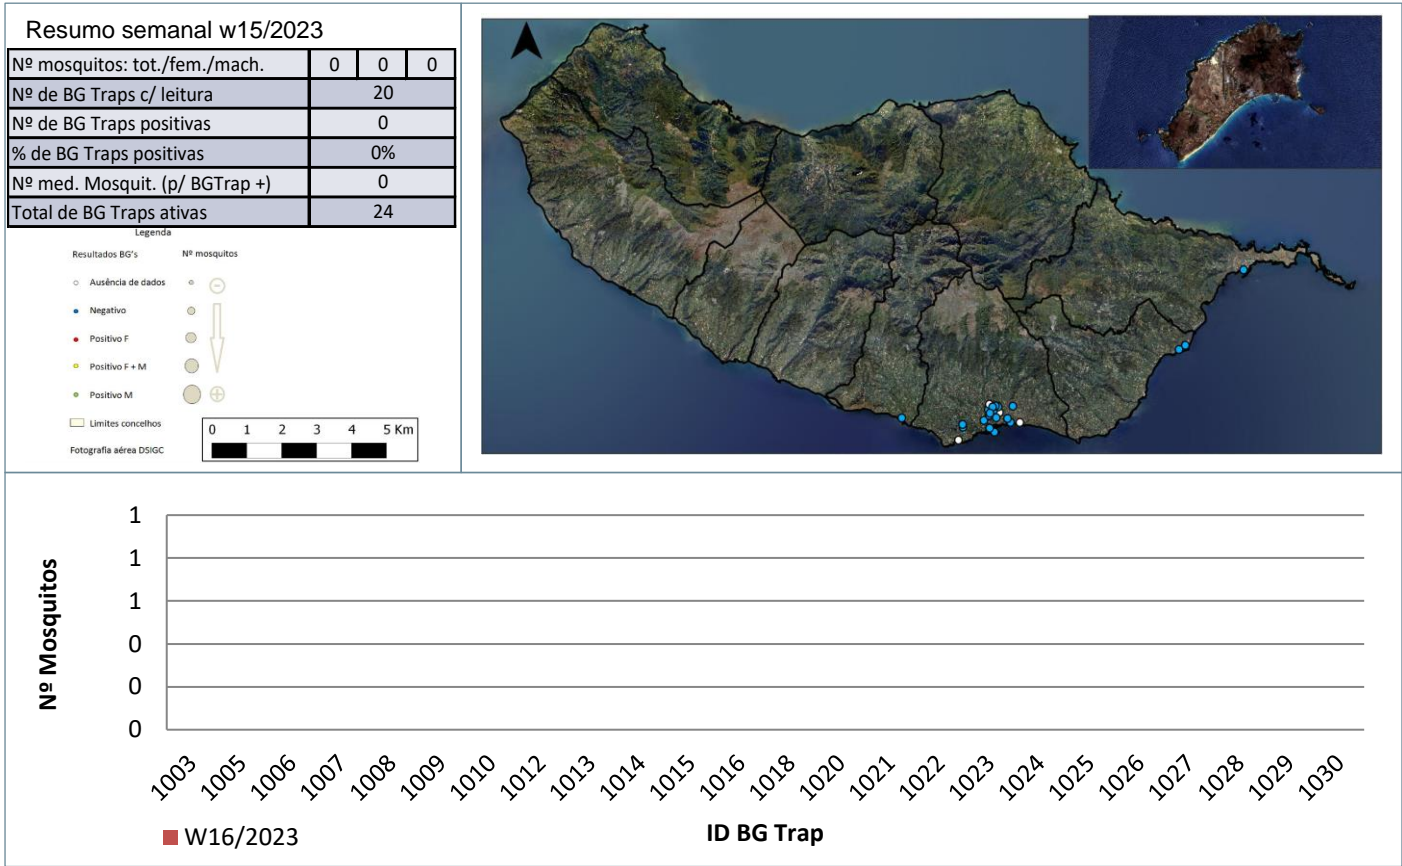 Resumo semanal w15/2023
Nº mosquitos: tot./fem./mach. 0 0 0
Nº de BG Traps c/ leitura 20
Nº de BG Traps positivas 0
% de BG Traps positivas 0%
Nº med. Mosquit. (p/ BGTrap +) 0
Total de BG Traps ativas 24
Legenda
Resultados BG's Nº mosquitos
Ausência de dados
Negativo
Positivo F
Positivo F + M
Positivo M
Limites concelhos
Fotografia aérea DSIGC
0 1 2 3 4 5 Km
Nº Mosquitos
1
1
1
0
0
0
1003 1005 1006 1007 1008 1009 1010 1012 1013 1014 1015 1016 1018 1020 1021 1022 1023 1024 1025 1026 1027 1028 1029 1030
W16/2023
ID BG Trap